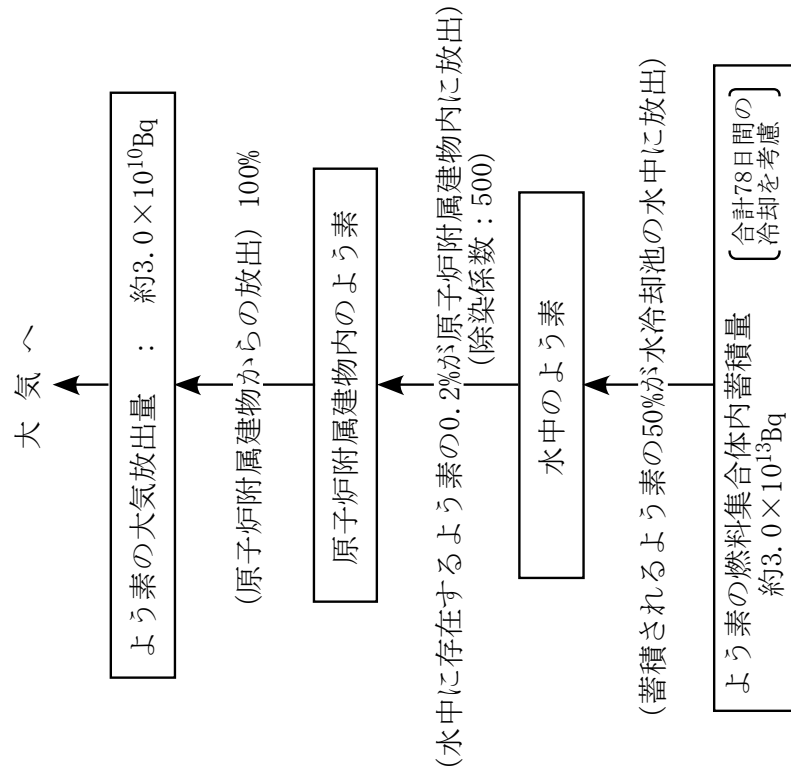 大気へ
よう素の大気放出量 ： 約3.0×10¹⁰Bq
(原子炉附属建物からの放出) 100%
原子炉附属建物内のよう素
(水中に存在するよう素の0.2%が原子炉附属建物内に放出)
(除染係数：500)
水中のよう素
(蓄積されるよう素の50%が水冷却池の水中に放出)
よう素の燃料集合体内蓄積量
約3.0×10¹³Bq
合計78日間の
冷却を考慮